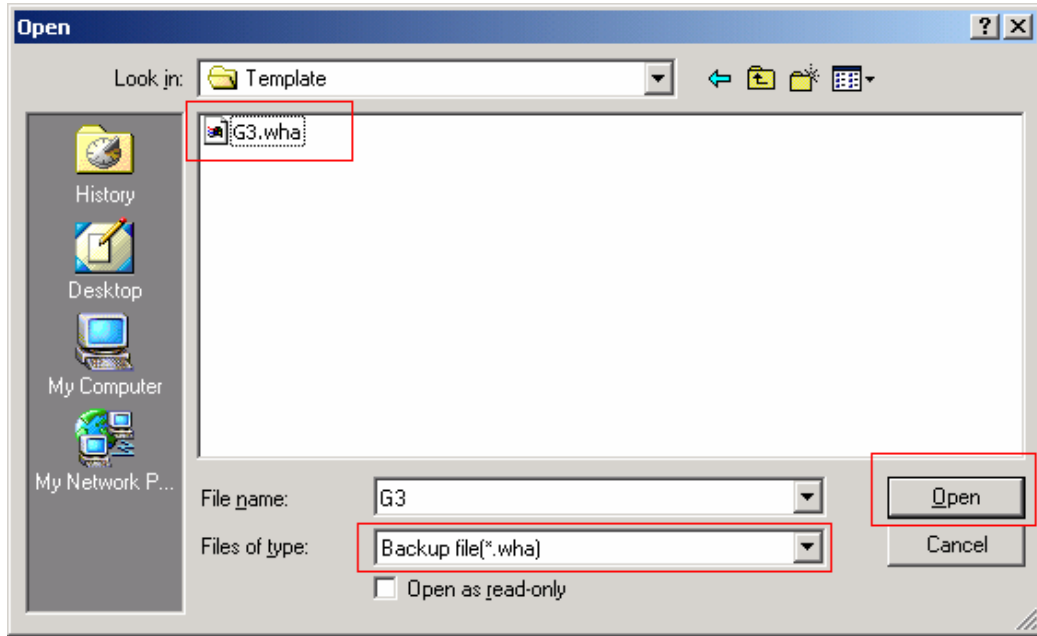 Open
Look in: Template
G3.wha
History
Desktop
My Computer
My Network P...
File name: G3
Open
Files of type: Backup file(*.wha)
Cancel
Open as read-only